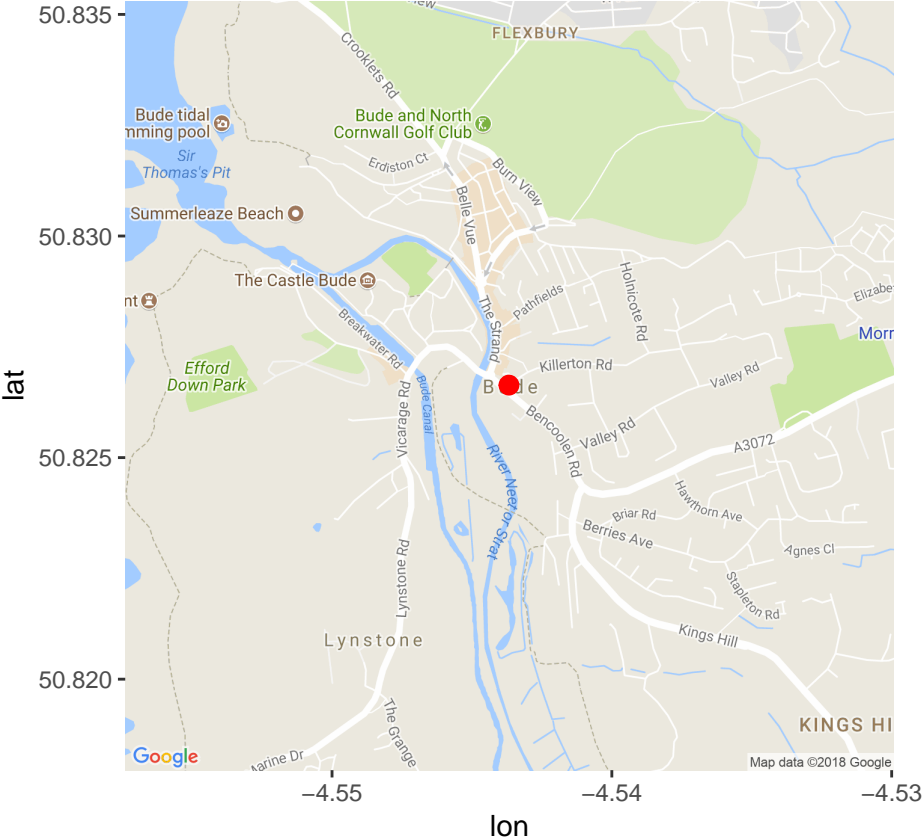 50.835
50.830
50.825
50.820
lat
−4.55
−4.54
−4.53
lon
view
FLEXBURY
Crooklets Rd
Bude tidal
mming pool
Bude and North
Cornwall Golf Club
Sir
Thomas's Pit
Erdiston Ct
Burn View
Belle Vue
Summerleaze Beach
The Castle Bude
nt
Holnicote Rd
Pathfields
Elizabe
The Strand
Breakwater Rd
Morr
Efford
Down Park
Killerton Rd
Valley Rd
Bude Canal
Vicarage Rd
Bencoolen Rd
Valley Rd
A3072
River Neet or Strat
Hawthorn Ave
Briar Rd
Berries Ave
Agnes Cl
Lynstone Rd
Stapleton Rd
Lynstone
Kings Hill
The Grange
KINGS HI
Marine Dr
Google
Map data ©2018 Google